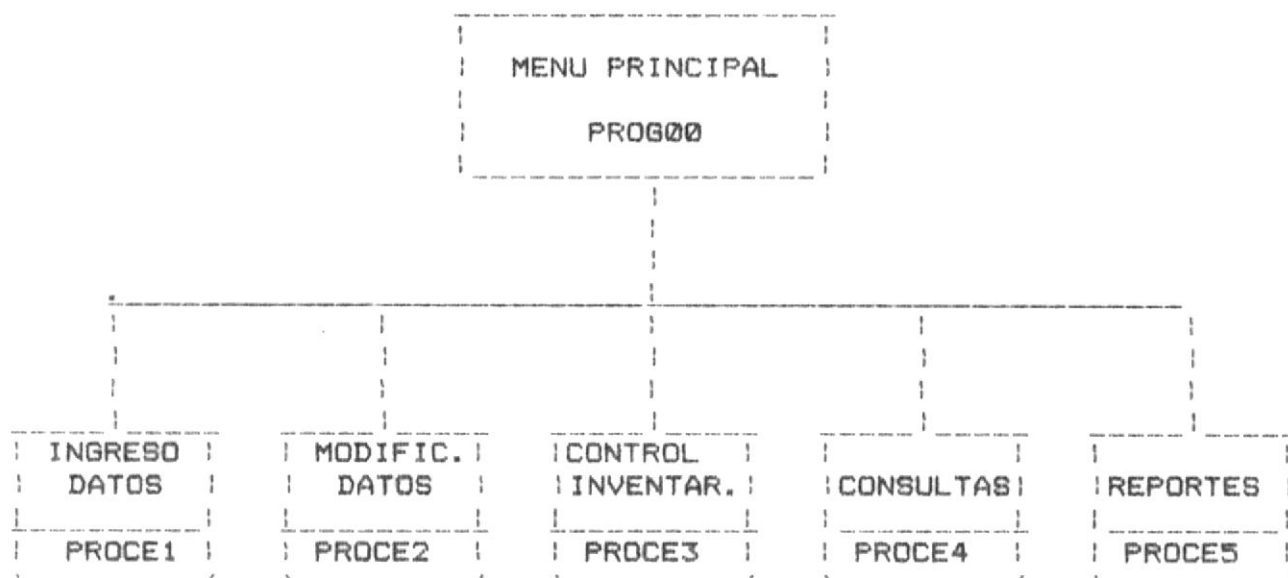 MENU PRINCIPAL
PROG00
INGRESO
DATOS
PROCE1
MODIFIC.
DATOS
PROCE2
CONTROL
INVENTAR.
PROCE3
CONSULTAS
PROCE4
REPORTES
PROCE5